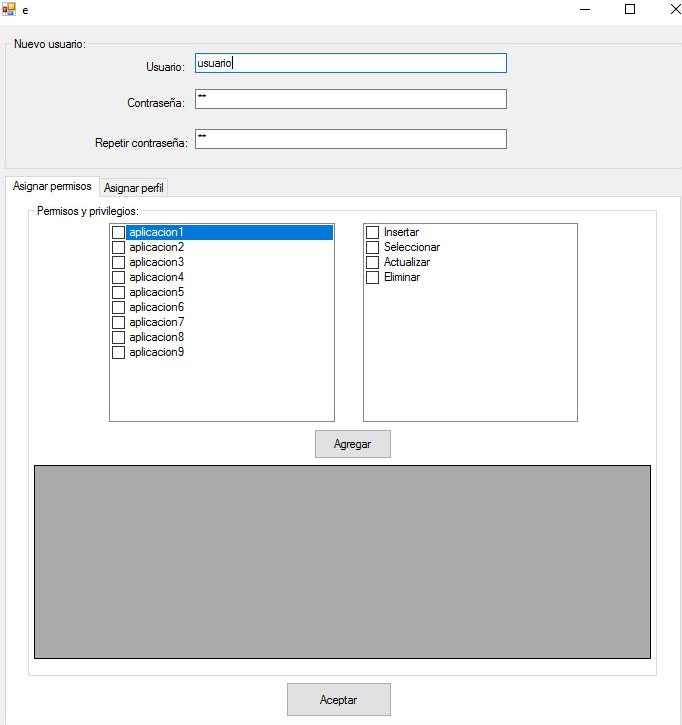 e
Nuevo usuario:
Usuario: usuario
Contraseña: **
Repetir contraseña: **
Asignar permisos Asignar perfil
Permisos y privilegios:
aplicacion1
aplicacion2
aplicacion3
aplicacion4
aplicacion5
aplicacion6
aplicacion7
aplicacion8
aplicacion9
Insertar
Seleccionar
Actualizar
Eliminar
Agregar
Aceptar